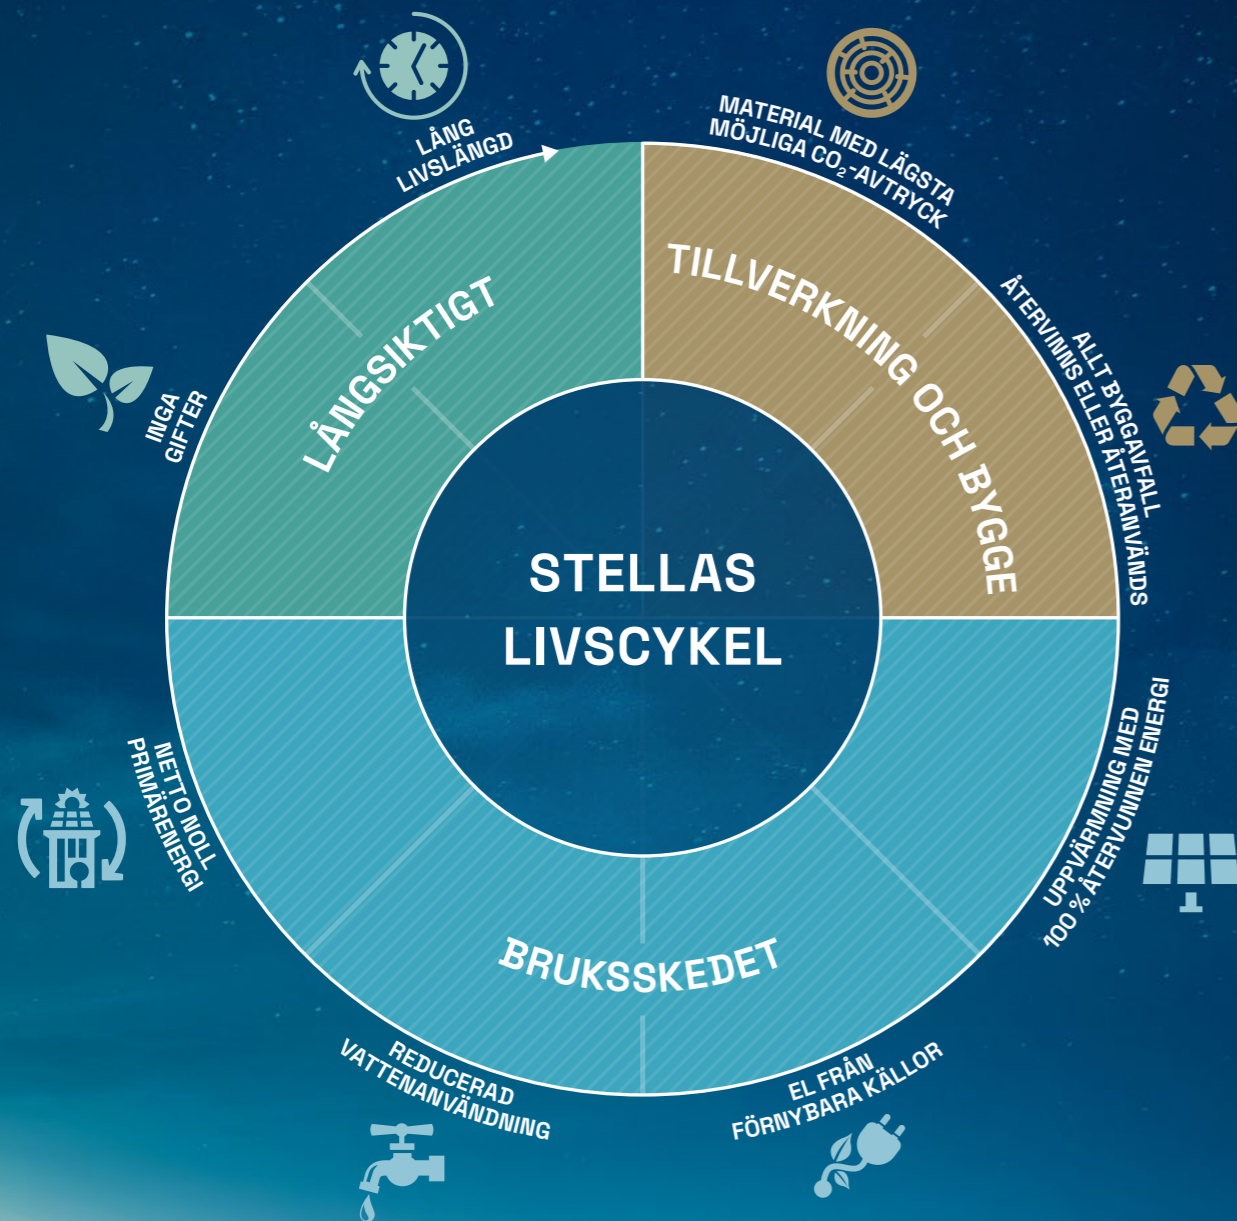 STELLAS
LIVSCYKEL
TILLVERKNING OCH BYGGE
MATERIAL MED LÄGSTA
MÖJLIGA CO₂-AVTRYCK
ALLT BYGGAVFALL
ÅTERVINNS ELLER ÅTERANVÄNDS
BRUKSSKEDET
UPPVÄRMNING MED
100 % ÅTERVUNNEN ENERGI
EL FRÅN
FÖRNYBARA KÄLLOR
REDUCERAD
VATTENANVÄNDNING
NETTO NOLL
PRIMÄRENERGI
LÅNGSIKTIGT
INGA
GIFTER
LÅNG
LIVSLÄNGD